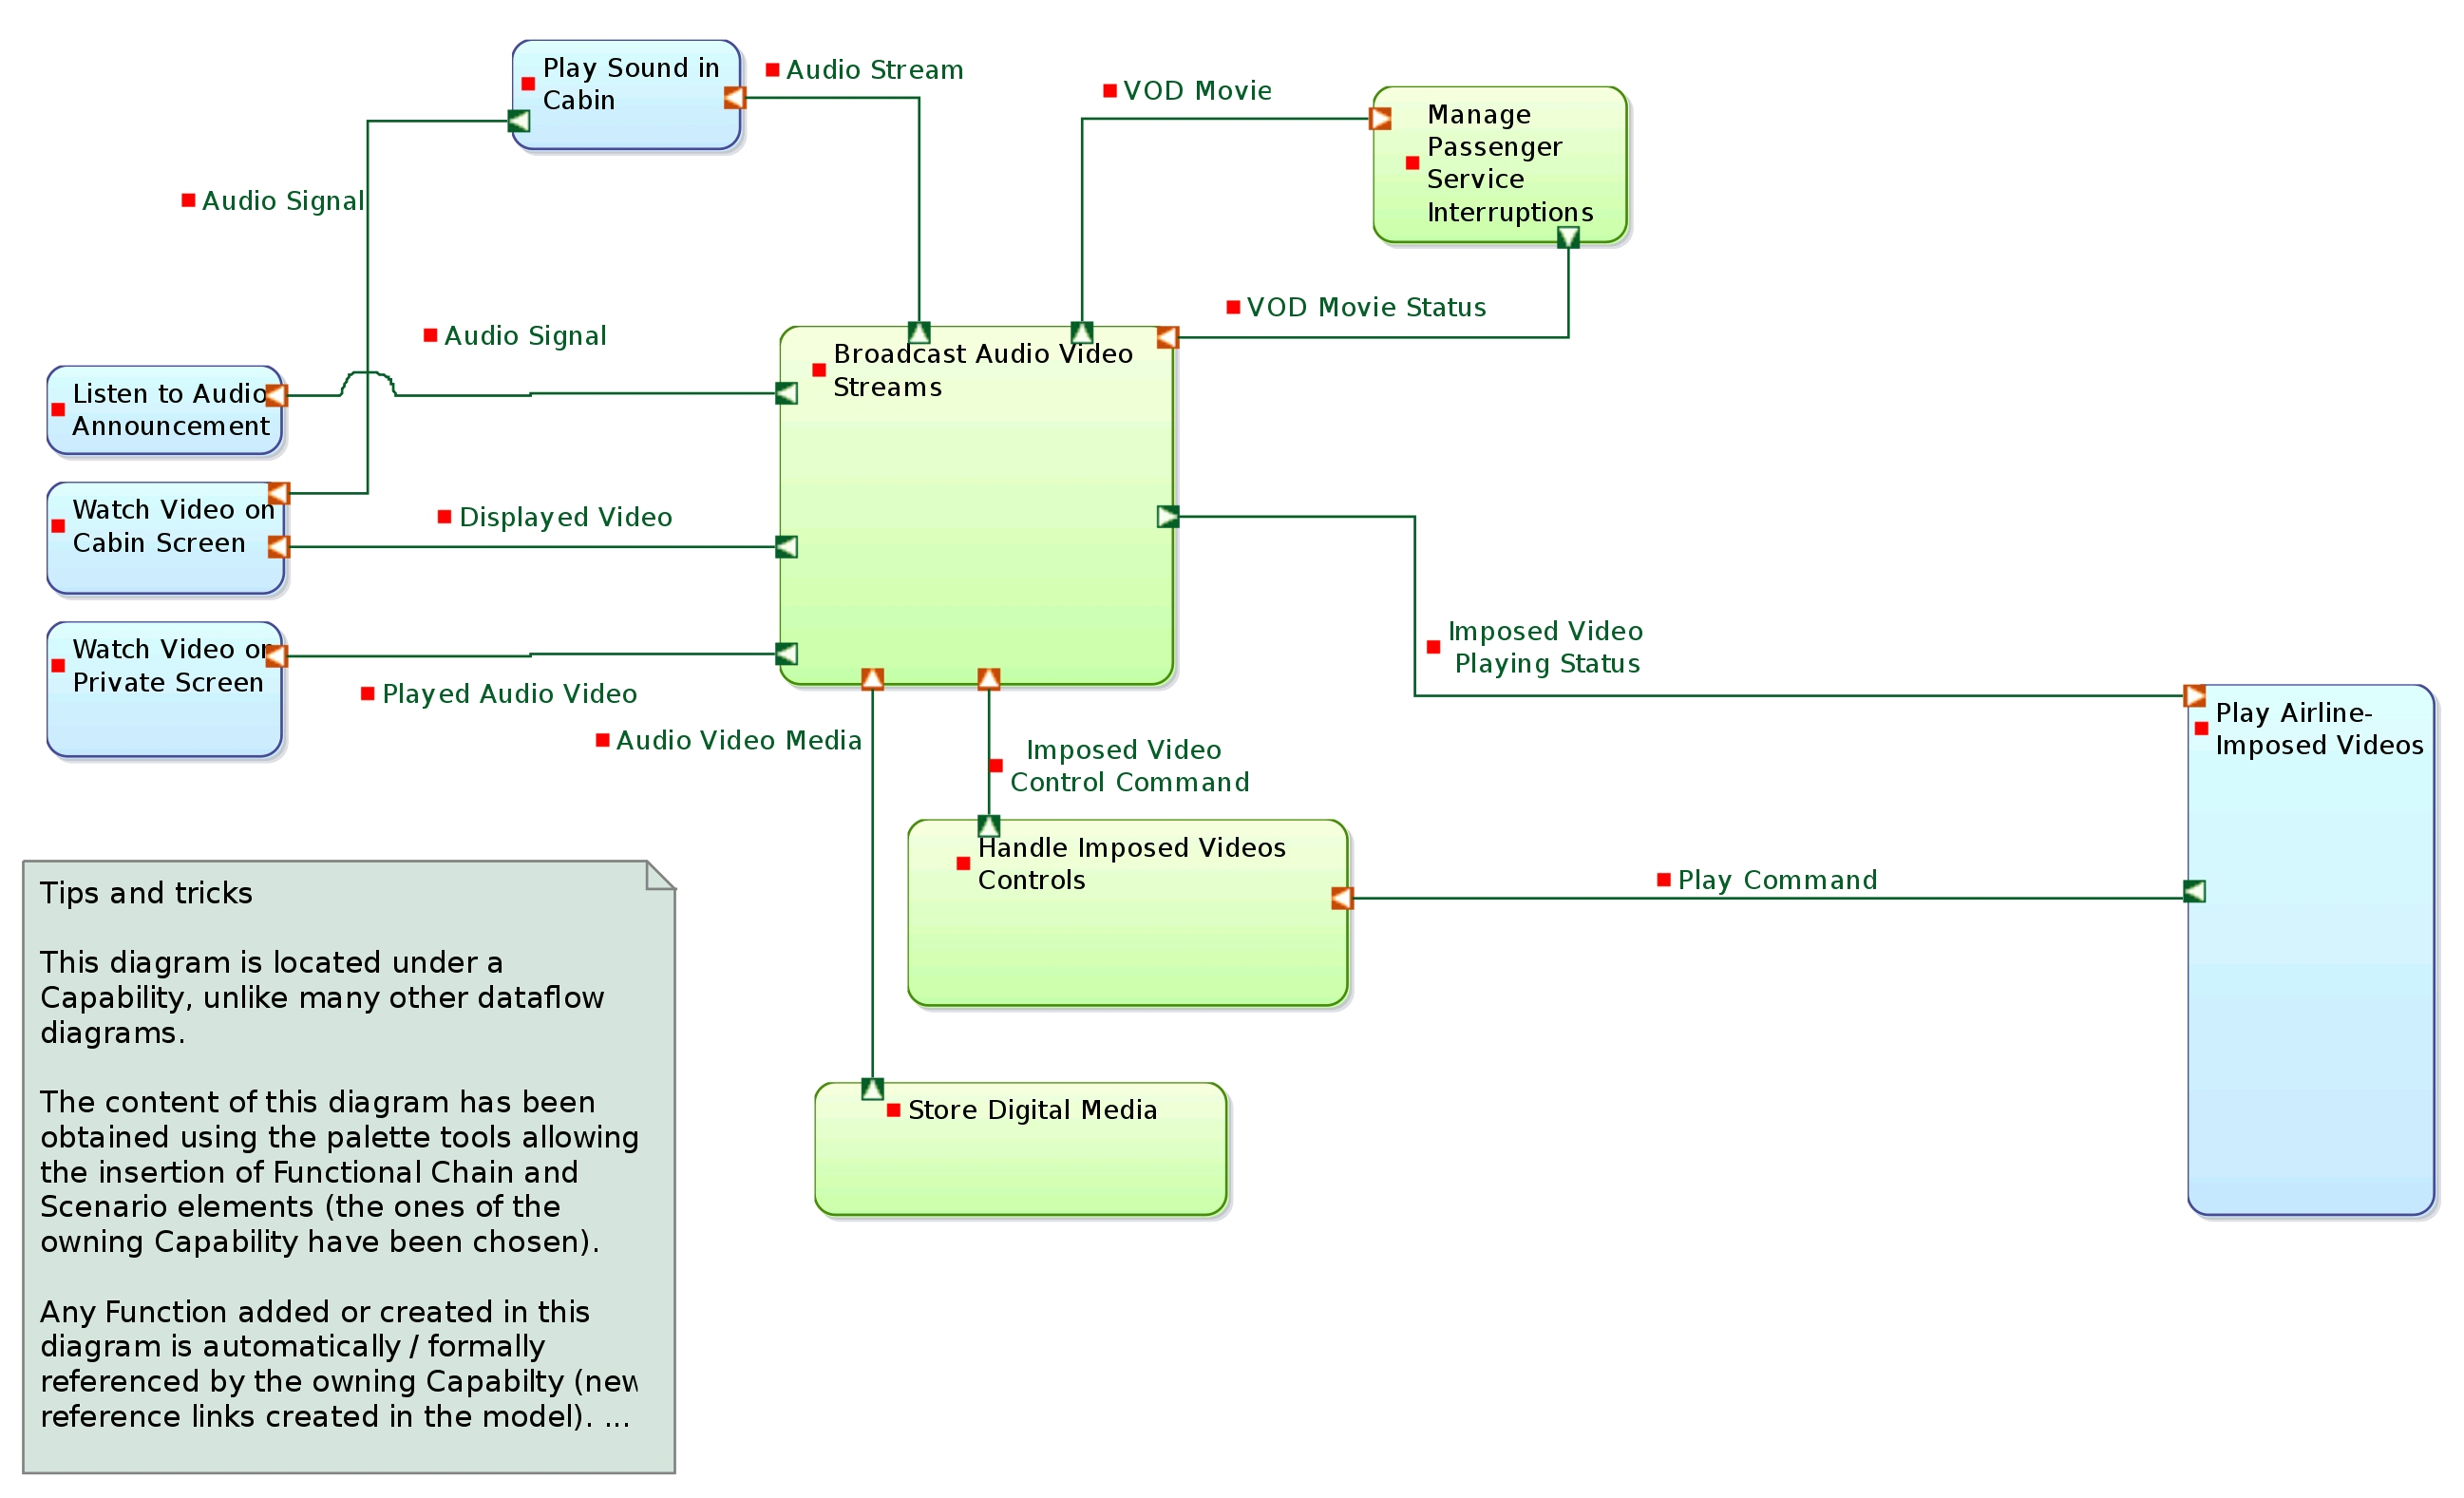 Play Sound in
Cabin
Audio Stream
VOD Movie
Manage
Passenger
Service
Interruptions
Audio Signal
VOD Movie Status
Audio Signal
Broadcast Audio Video
Streams
Listen to Audio
Announcement
Watch Video on
Cabin Screen
Displayed Video
Imposed Video
Playing Status
Watch Video on
Private Screen
Played Audio Video
Audio Video Media
Imposed Video
Control Command
Play Airline-
Imposed Videos
Handle Imposed Videos
Controls
Play Command
Store Digital Media
Tips and tricks
This diagram is located under a
Capability, unlike many other dataflow
diagrams.
The content of this diagram has been
obtained using the palette tools allowing
the insertion of Functional Chain and
Scenario elements (the ones of the
owning Capability have been chosen).
Any Function added or created in this
diagram is automatically / formally
referenced by the owning Capabilty (new
reference links created in the model). ...